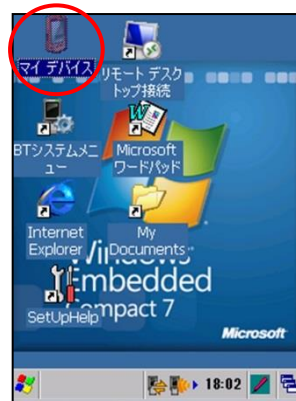 マイ デバイス
リモート デスク
トップ接続
BTシステムメニ
ュー
Microsoft
ワードパッド
Internet
Explorer
My
Documents
SetUpHelp
Windows
Embedded
Compact 7
Microsoft
18:02